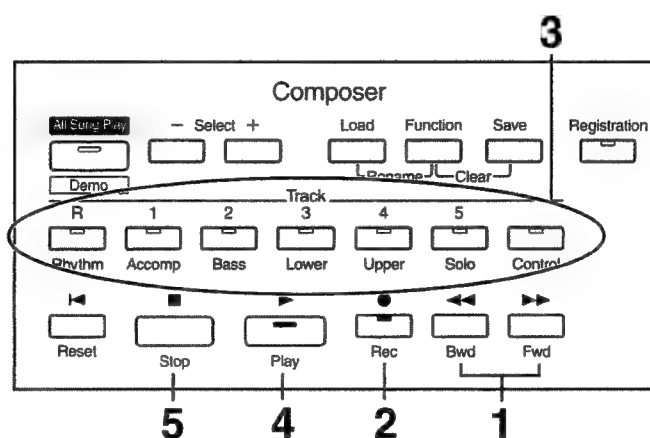 3
Composer
All Song Play
− Select +
Load Function Save Registration
Demo
Rename Clear
Track
R 1 2 3 4 5
Rhythm Accomp Bass Lower Upper Solo Control
Reset Stop Play Rec Bwd Fwd
5 4 2 1